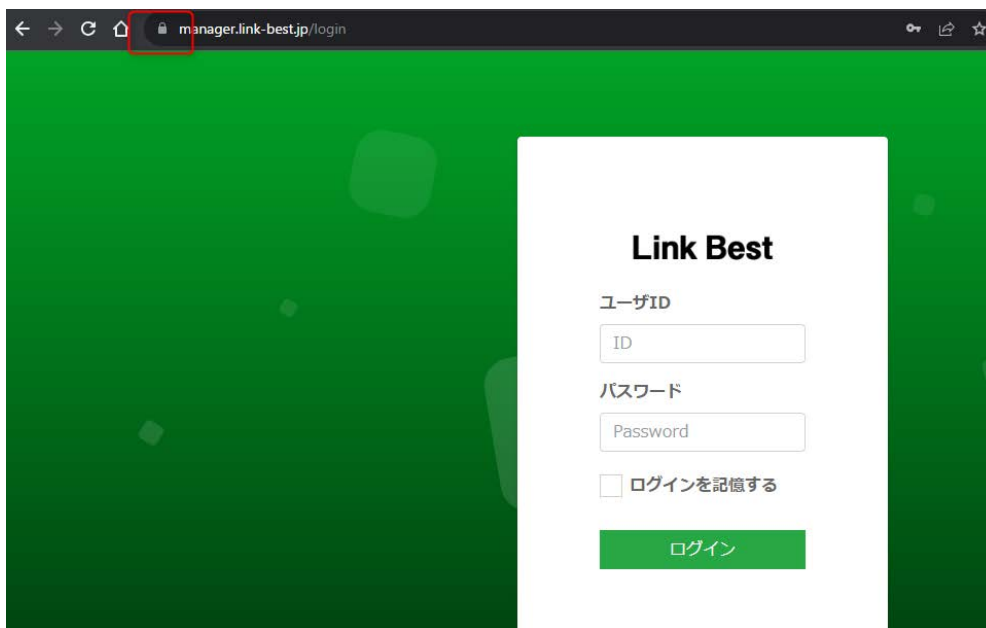 manager.link-best.jp/login
Link Best
ユーザID
ID
パスワード
Password
ログインを記憶する
ログイン